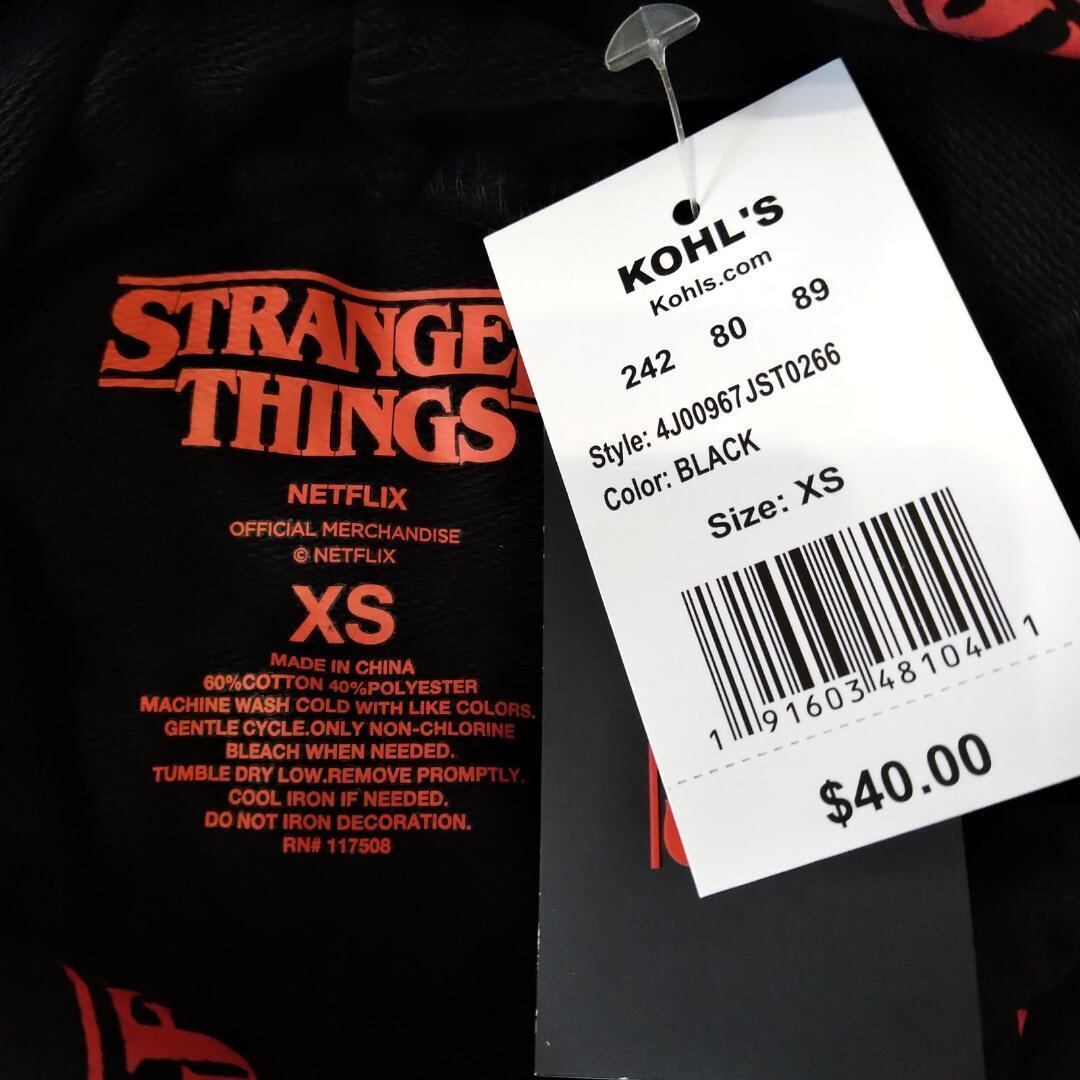 STRANGE
THINGS
NETFLIX
OFFICIAL MERCHANDISE
© NETFLIX
XS
MADE IN CHINA
60%COTTON 40%POLYESTER
MACHINE WASH COLD WITH LIKE COLORS.
GENTLE CYCLE.ONLY NON-CHLORINE
BLEACH WHEN NEEDED.
TUMBLE DRY LOW.REMOVE PROMPTLY.
COOL IRON IF NEEDED.
DO NOT IRON DECORATION.
RN# 117508
KOHL'S
Kohls.com
242 80 89
Style: 4J00967JST0266
Color: BLACK
Size: XS
1 91603 48104 1
$40.00